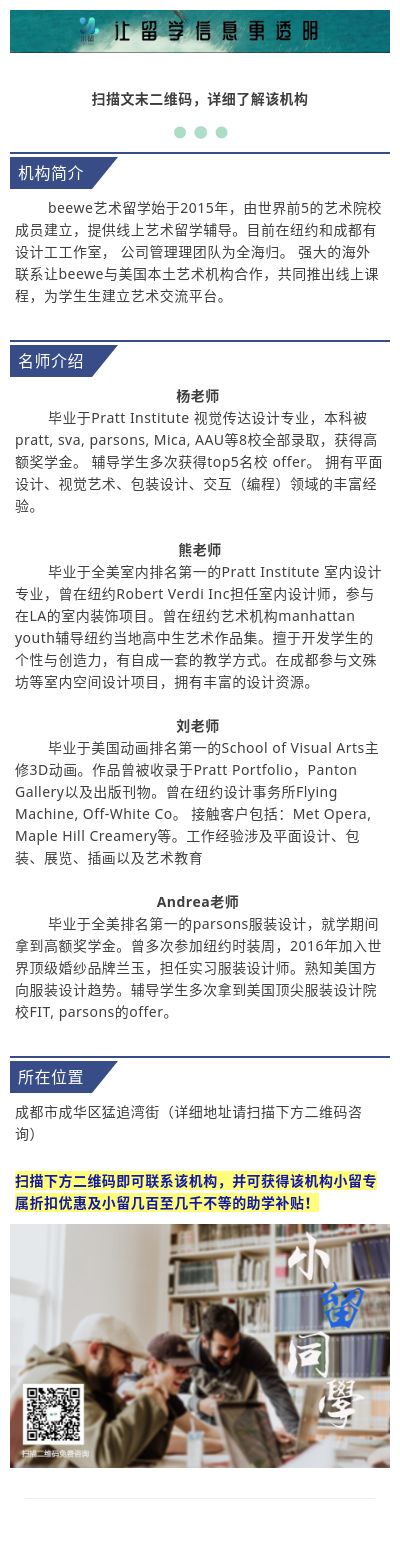 让留学信息更透明
扫描文末二维码，详细了解该机构
机构简介
beewe艺术留学始于2015年，由世界前5的艺术院校
成员建立，提供线上艺术留学辅导。目前在纽约和成都有
设计工工作室， 公司管理理团队为全海归。 强大的海外
联系让beewe与美国本土艺术机构合作，共同推出线上课
程，为学生生建立艺术交流平台。
名师介绍
杨老师
毕业于Pratt Institute 视觉传达设计专业，本科被
pratt, sva, parsons, Mica, AAU等8校全部录取，获得高
额奖学金。 辅导学生多次获得top5名校 offer。 拥有平面
设计、视觉艺术、包装设计、交互（编程）领域的丰富经
验。
熊老师
毕业于全美室内排名第一的Pratt Institute 室内设计
专业，曾在纽约Robert Verdi Inc担任室内设计师，参与
在LA的室内装饰项目。曾在纽约艺术机构manhattan
youth辅导纽约当地高中生艺术作品集。擅于开发学生的
个性与创造力，有自成一套的教学方式。在成都参与文殊
坊等室内空间设计项目，拥有丰富的设计资源。
刘老师
毕业于美国动画排名第一的School of Visual Arts主
修3D动画。作品曾被收录于Pratt Portfolio，Panton
Gallery以及出版刊物。曾在纽约设计事务所Flying
Machine, Off-White Co。 接触客户包括：Met Opera,
Maple Hill Creamery等。工作经验涉及平面设计、包
装、展览、插画以及艺术教育
Andrea老师
毕业于全美排名第一的parsons服装设计，就学期间
拿到高额奖学金。曾多次参加纽约时装周，2016年加入世
界顶级婚纱品牌兰玉，担任实习服装设计师。熟知美国方
向服装设计趋势。辅导学生多次拿到美国顶尖服装设计院
校FIT, parsons的offer。
所在位置
成都市成华区猛追湾街（详细地址请扫描下方二维码咨
询）
扫描下方二维码即可联系该机构，并可获得该机构小留专
属折扣优惠及小留几百至几千不等的助学补贴！
小留同學
扫描二维码免费咨询